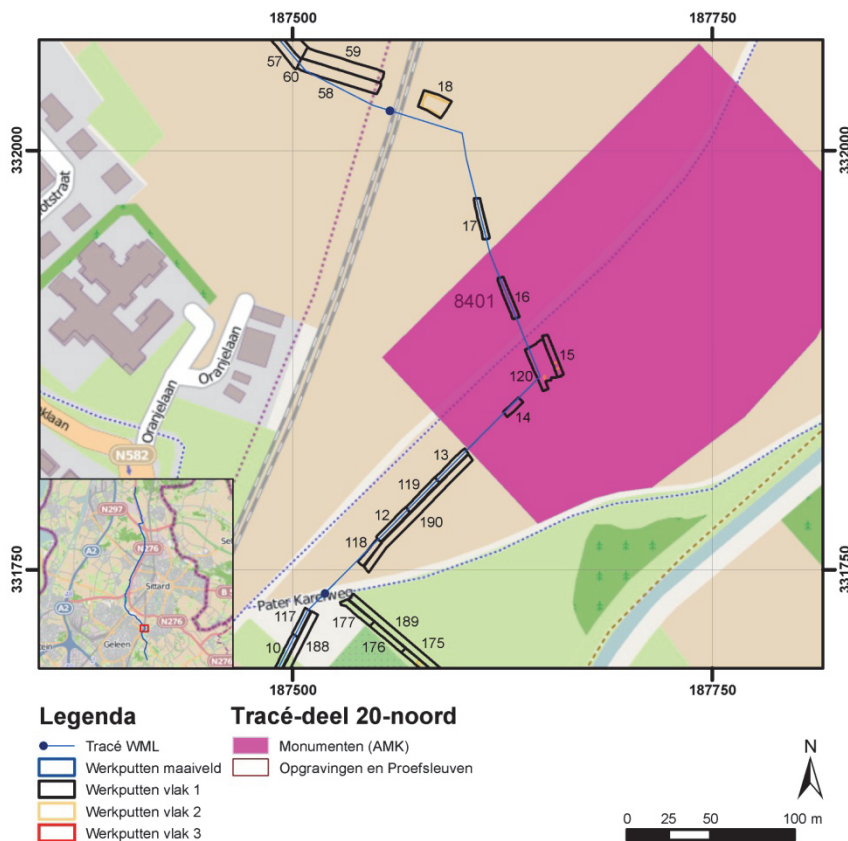 187500
187750
332000
332000
331750
331750
57
60
59
58
18
17
16
8401
15
120
14
13
119
12
118
190
Oranjelaan
Oranjelaan
N582
Pater Karelweg
117
10
188
177
176
189
175
N297
N276
A2
Sittard
A2
N276
Geleen
N276
187500
187750
Legenda
Tracé WML
Werkputten maaiveld
Werkputten vlak 1
Werkputten vlak 2
Werkputten vlak 3
Tracé-deel 20-noord
Monumenten (AMK)
Opgravingen en Proefsleuven
N
0 25 50 100 m